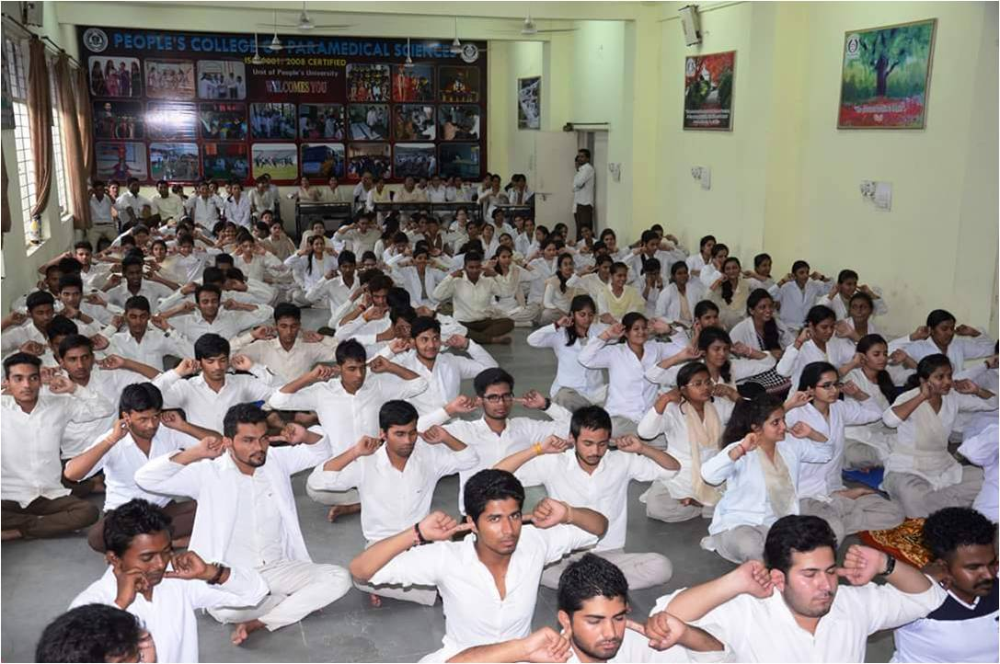 PEOPLE'S COLLEGE OF PARAMEDICAL SCIENCES
ISO 9001: 2008 CERTIFIED
Unit of People's University
WELCOMES YOU